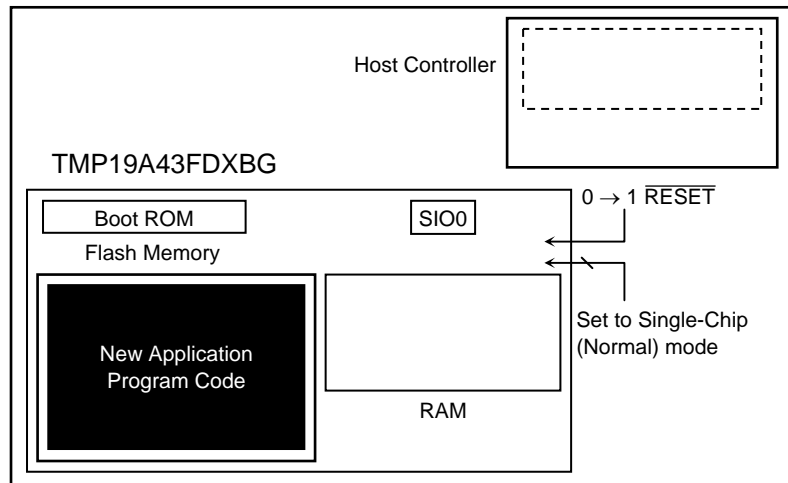 Host Controller
TMP19A43FDXBG
0 → 1 RESET
Boot ROM
SIO0
Flash Memory
Set to Single-Chip
(Normal) mode
New Application
Program Code
RAM